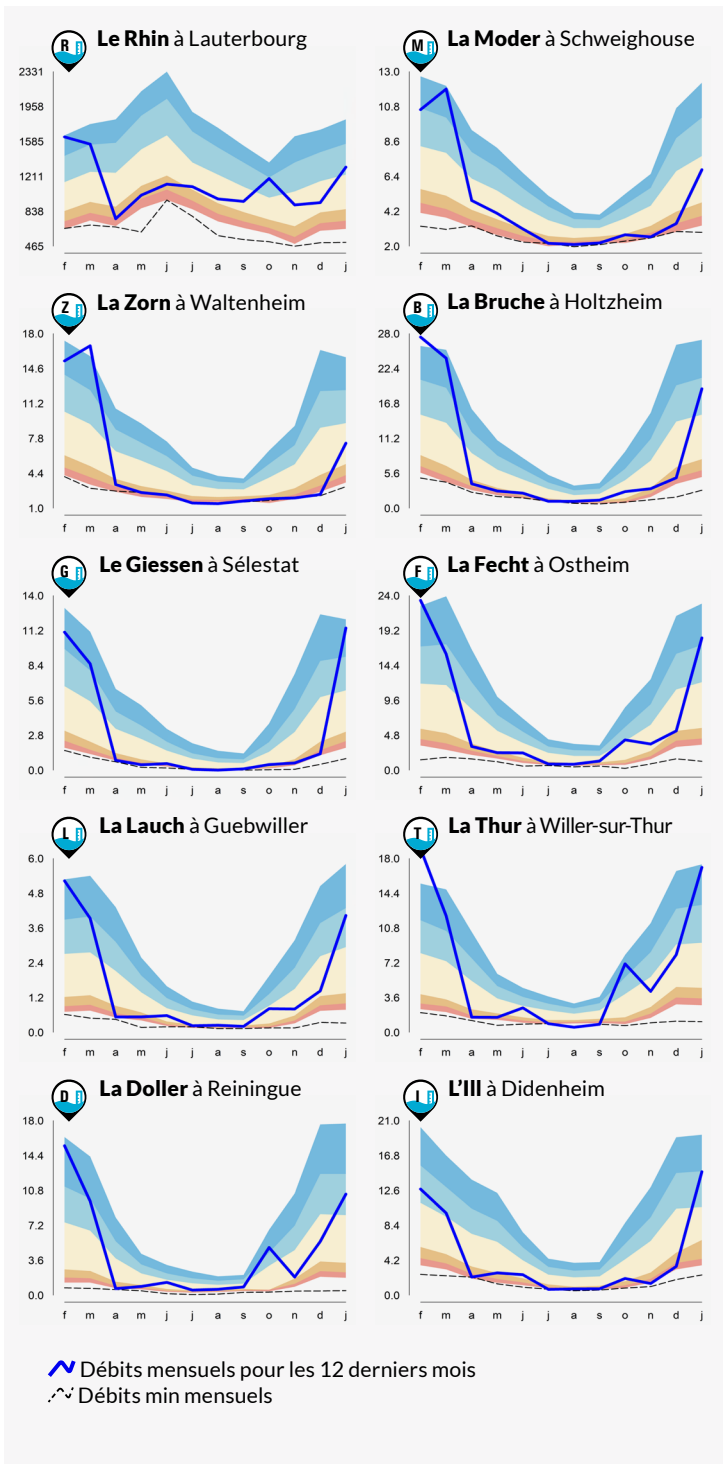 R
Le Rhin à Lauterbourg
2331
1958
1585
1211
838
465
f m a m j j a s o n d j
M
La Moder à Schweighouse
13.0
10.8
8.6
6.4
4.2
2.0
f m a m j j a s o n d j
Z
La Zorn à Waltenheim
18.0
14.6
11.2
7.8
4.4
1.0
f m a m j j a s o n d j
B
La Bruche à Holtzheim
28.0
22.4
16.8
11.2
5.6
0.0
f m a m j j a s o n d j
G
Le Giessen à Sélestat
14.0
11.2
8.4
5.6
2.8
0.0
f m a m j j a s o n d j
F
La Fecht à Ostheim
24.0
19.2
14.4
9.6
4.8
0.0
f m a m j j a s o n d j
L
La Lauch à Guebwiller
6.0
4.8
3.6
2.4
1.2
0.0
f m a m j j a s o n d j
T
La Thur à Willer-sur-Thur
18.0
14.4
10.8
7.2
3.6
0.0
f m a m j j a s o n d j
D
La Doller à Reiningue
18.0
14.4
10.8
7.2
3.6
0.0
f m a m j j a s o n d j
I
L'Ill à Didenheim
21.0
16.8
12.6
8.4
4.2
0.0
f m a m j j a s o n d j
Débits mensuels pour les 12 derniers mois
Débits min mensuels